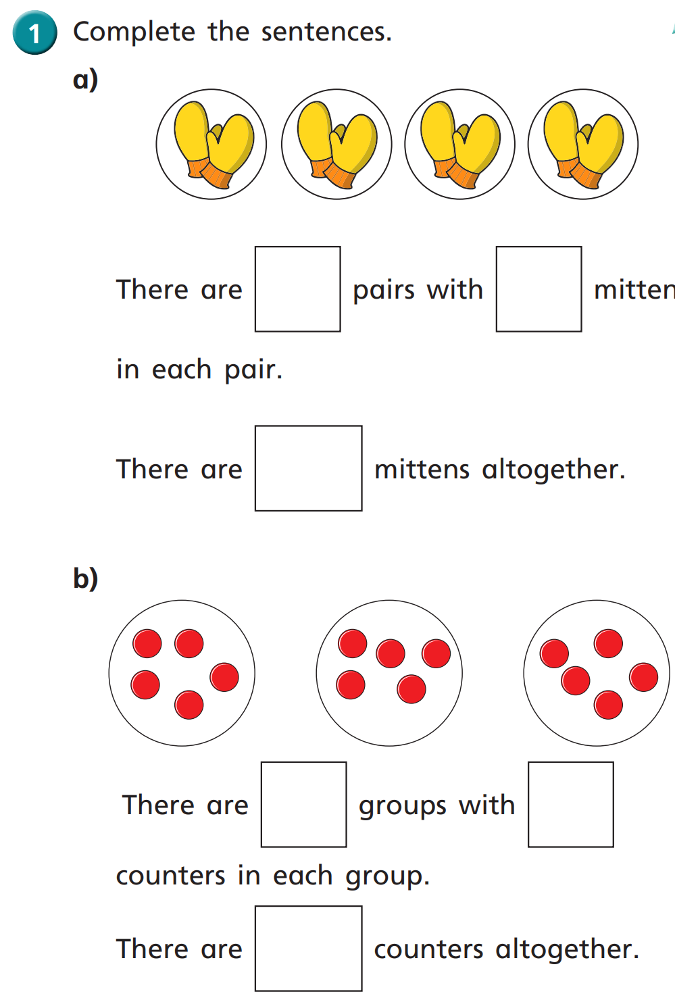 1 Complete the sentences.
a)
There are pairs with mitten
in each pair.
There are mittens altogether.
b)
There are groups with
counters in each group.
There are counters altogether.